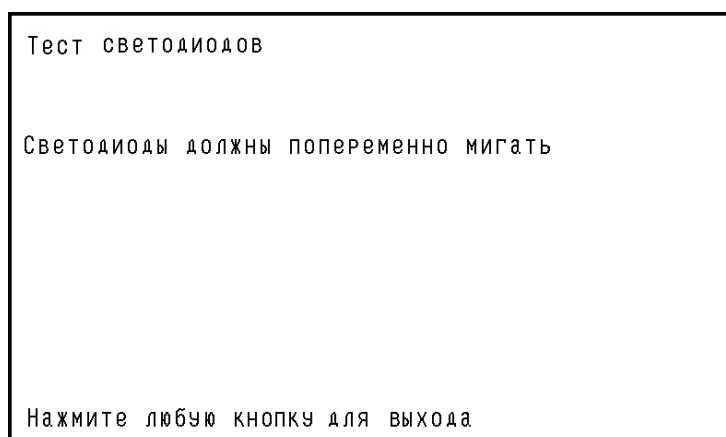 Тест светодиодов
Светодиоды должны попеременно мигать
Нажмите любую кнопку для выхода